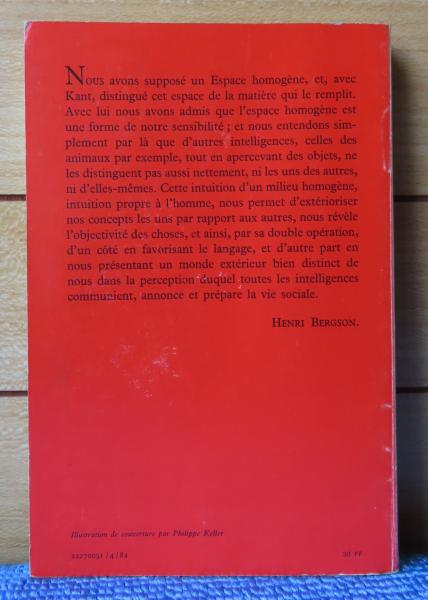 Nous avons supposé un Espace homogène, et, avec
Kant, distingué cet espace de la matière qui le remplit.
Avec lui nous avons admis que l'espace homogène est
une forme de notre sensibilité ; et nous entendons sim-
plement par là que d'autres intelligences, celles des
animaux par exemple, tout en apercevant des objets, ne
les distinguent pas aussi nettement, ni les uns des autres,
ni d'elles-mêmes. Cette intuition d'un milieu homogène,
intuition propre à l'homme, nous permet d'extérioriser
nos concepts les uns par rapport aux autres, nous révèle
l'objectivité des choses, et ainsi, par sa double opération,
d'un côté en favorisant le langage, et d'autre part en
nous présentant un monde extérieur bien distinct de
nous dans la perception duquel toutes les intelligences
communient, annonce et prépare la vie sociale.
Henri Bergson.
Illustration de couverture par Philippe Keller
22270031/4/82
30 FF